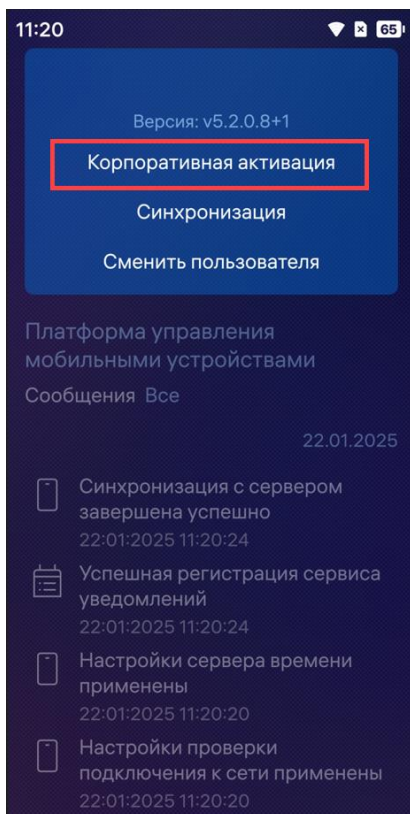 11:20
65
Версия: v5.2.0.8+1
Корпоративная активация
Синхронизация
Сменить пользователя
Платформа управления
мобильными устройствами
Сообщения Все
22.01.2025
Синхронизация с сервером
завершена успешно
22:01:2025 11:20:24
Успешная регистрация сервиса
уведомлений
22:01:2025 11:20:24
Настройки сервера времени
применены
22:01:2025 11:20:20
Настройки проверки
подключения к сети применены
22:01:2025 11:20:20